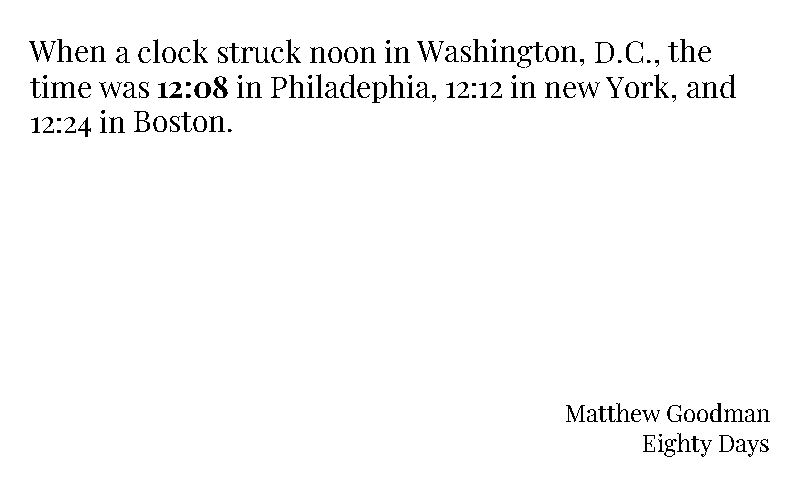 When a clock struck noon in Washington, D.C., the
time was 12:08 in Philadephia, 12:12 in new York, and
12:24 in Boston.
Matthew Goodman
Eighty Days